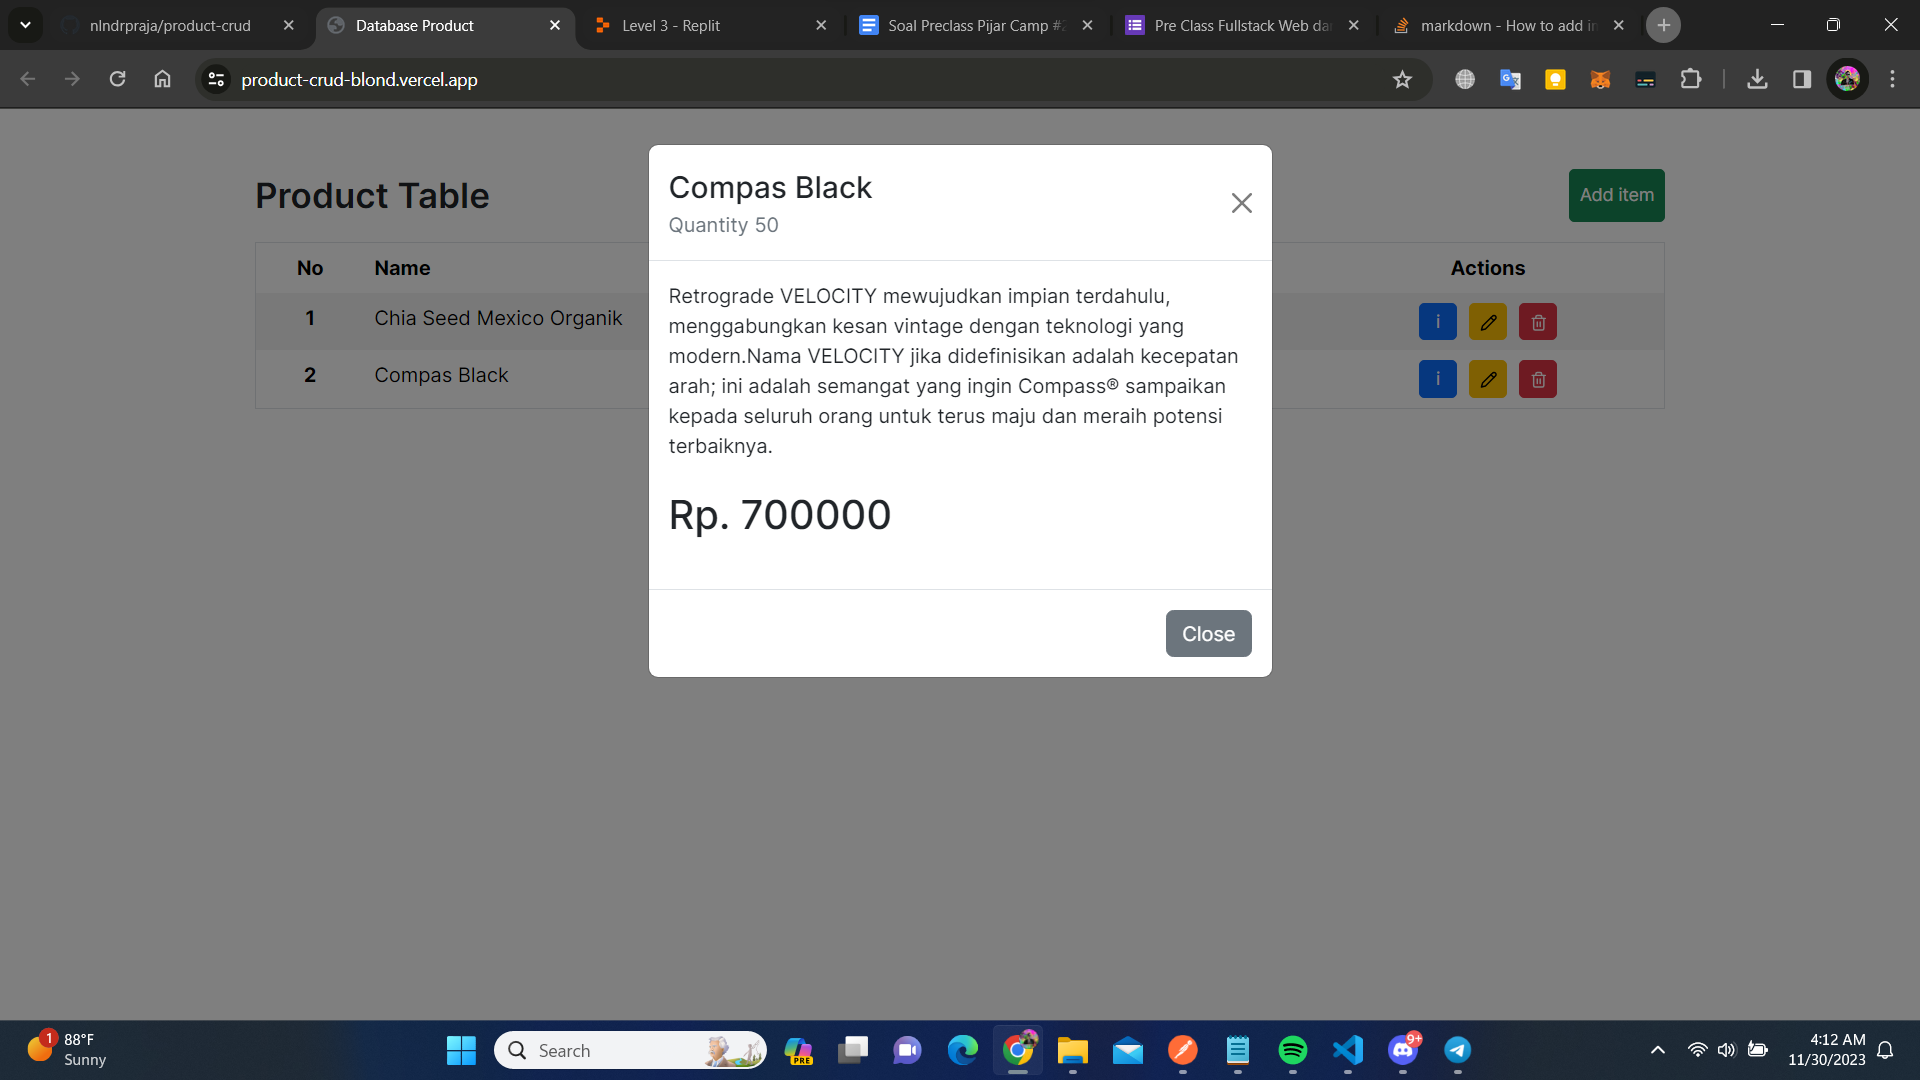 nlndrpraja/product-crud
Database Product
Level 3 - Replit
Soal Preclass Pijar Camp #
Pre Class Fullstack Web da
markdown - How to add i
product-crud-blond.vercel.app
Product Table
Add item
No Name Actions
1 Chia Seed Mexico Organik i
2 Compas Black i
Compas Black
Quantity 50
Retrograde VELOCITY mewujudkan impian terdahulu,
menggabungkan kesan vintage dengan teknologi yang
modern.Nama VELOCITY jika didefinisikan adalah kecepatan
arah; ini adalah semangat yang ingin Compass® sampaikan
kepada seluruh orang untuk terus maju dan meraih potensi
terbaiknya.
Rp. 700000
Close
1
88°F
Sunny
Search
PRE
9+
4:12 AM
11/30/2023